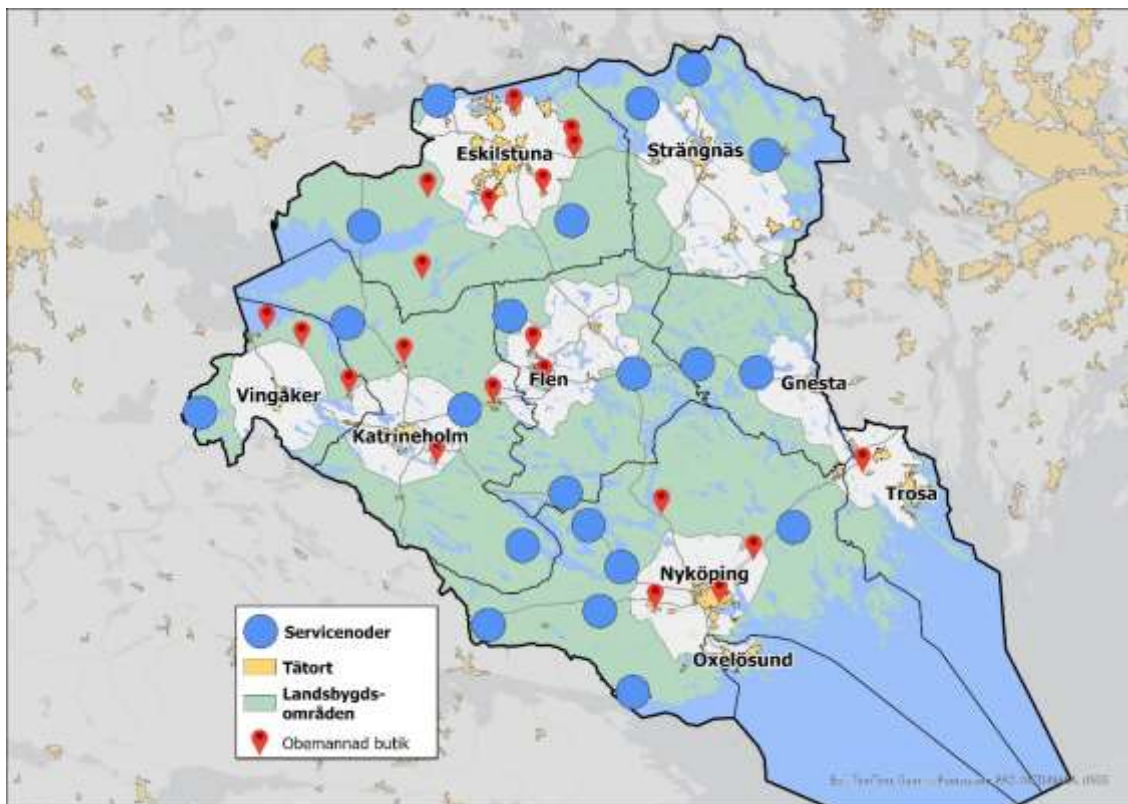 Eskilstuna
Strängnäs
Flen
Gnesta
Vingåker
Katrineholm
Trosa
Nyköping
Oxelösund
Servicenoder
Tätort
Landsbygds-
områden
Obemannad butik